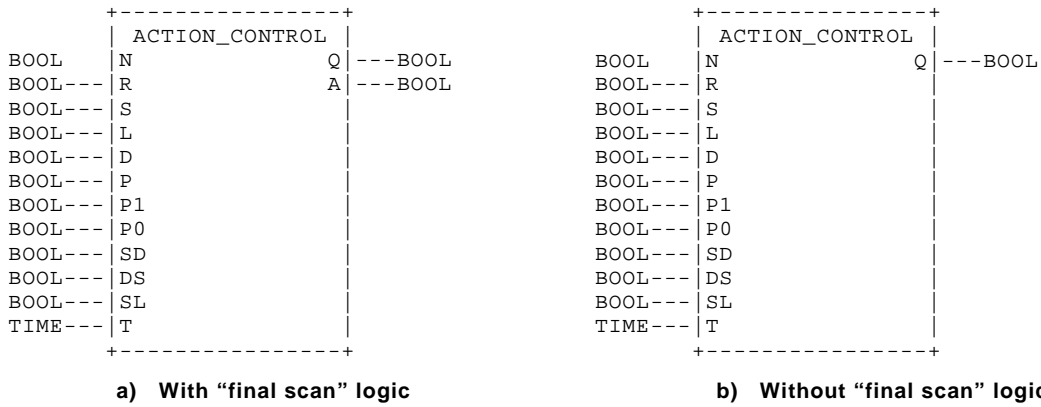 +----------------+ +----------------+
| ACTION_CONTROL | | ACTION_CONTROL |
BOOL |N Q|---BOOL BOOL |N Q|---BOOL
BOOL---|R A|---BOOL BOOL---|R |
BOOL---|S | BOOL---|S |
BOOL---|L | BOOL---|L |
BOOL---|D | BOOL---|D |
BOOL---|P | BOOL---|P |
BOOL---|P1 | BOOL---|P1 |
BOOL---|P0 | BOOL---|P0 |
BOOL---|SD | BOOL---|SD |
BOOL---|DS | BOOL---|DS |
BOOL---|SL | BOOL---|SL |
TIME---|T | TIME---|T |
+----------------+ +----------------+
a) With “final scan” logic b) Without “final scan”